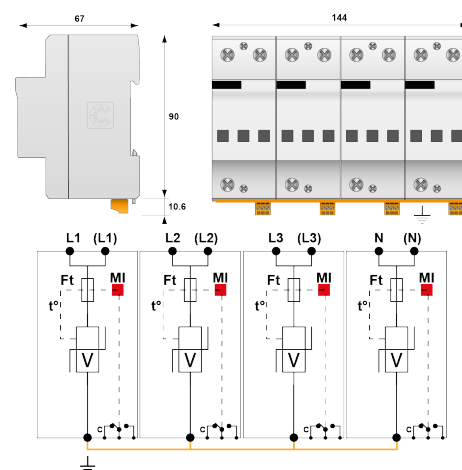 67
144
90
10.6
L1 (L1) L2 (L2) L3 (L3) N (N)
Ft MI Ft MI Ft MI Ft MI
t° t° t° t°
V V V V
C C C C